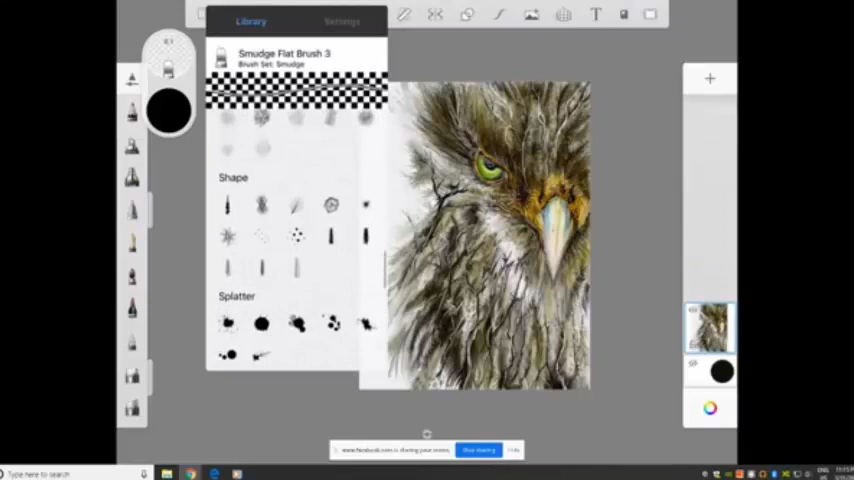 Library
Settings
Smudge Flat Brush 3
Brush Set: Smudge
T
Shape
Splatter
www.facebook.com is sharing your screen.
Stop sharing
Hide
Type here to search
ENG